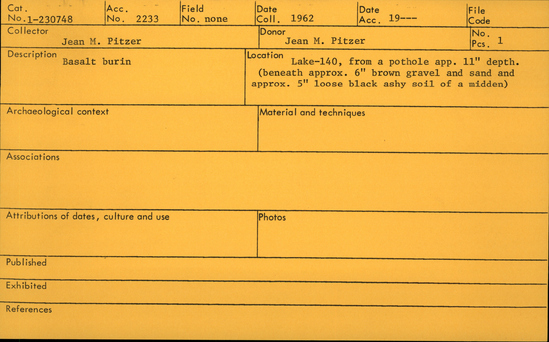 Cat. No. 1-230748 Acc. No. 2233 Field No. none Date Coll. 1962 Date Acc. 19--- File Code
Collector Jean M. Pitzer Donor Jean M. Pitzer No. Pcs. 1
Description Basalt burin Location Lake-140, from a pothole app. 11" depth.
(beneath approx. 6" brown gravel and sand and
approx. 5" loose black ashy soil of a midden)
Archaeological context Material and techniques
Associations
Attributions of dates, culture and use Photos
Published
Exhibited
References